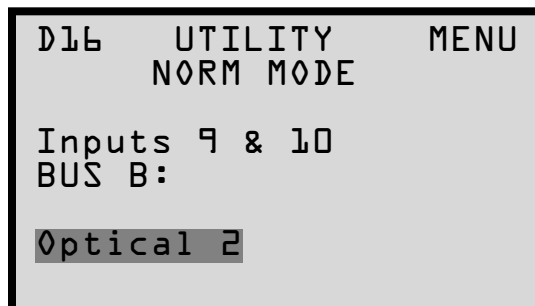 D16 UTILITY MENU
NORM MODE
Inputs 9 & 10
BUS B:
Optical 2